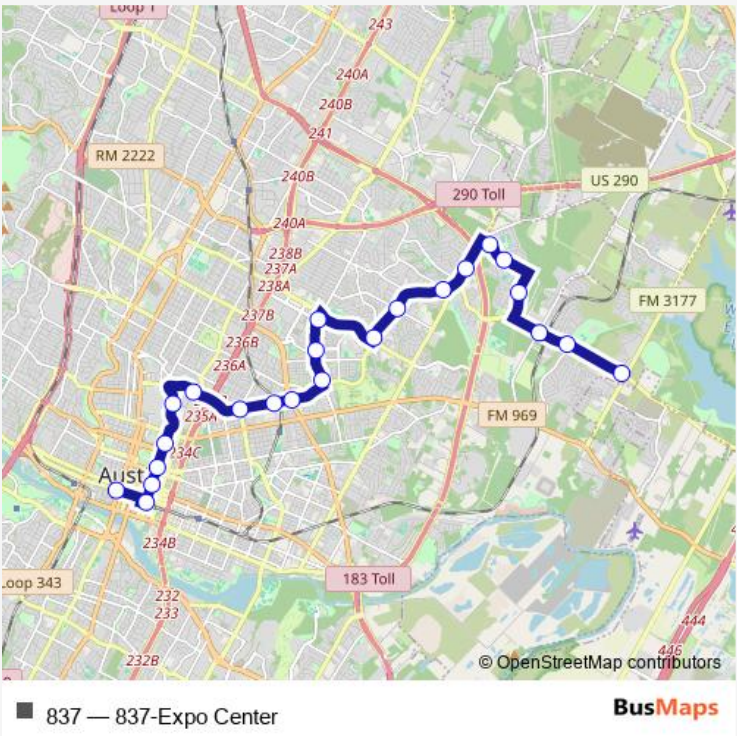 Loop 1
243
240A
240B
241
RM 2222
240B
US 290
290 Toll
240A
238B
237A
238A
FM 3177
237B
236B
236A
235A
FM 969
234C
Aust
234B
183 Toll
Loop 343
232
233
444
446
232B
© OpenStreetMap contributors
837 — 837-Expo Center
BusMaps